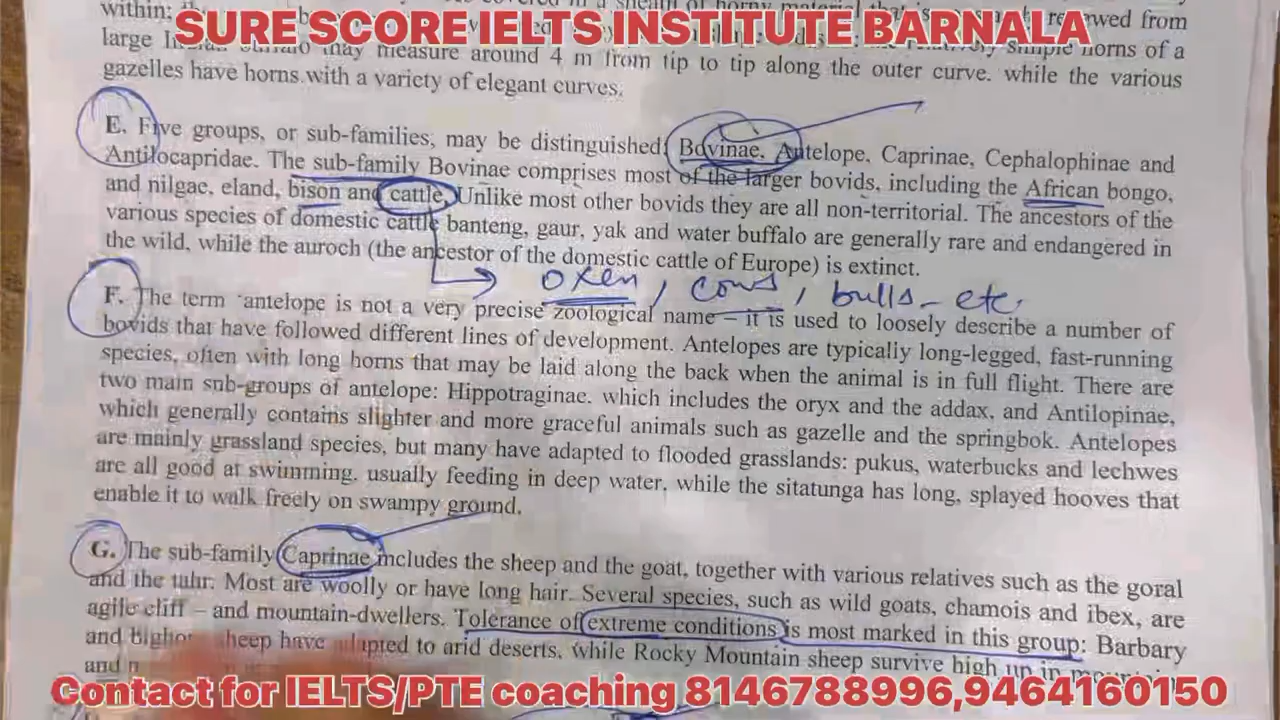 within:
SURE SCORE IELTS INSTITUTE BARNALA
large may measure around 4 m from tip to tip along the outer curve. while the various
gazelles have horns.with a variety of elegant curves.
E. Five groups, or sub-families, may be distinguished: Bovinae, Antelope, Caprinae, Cephalophinae and
Antilocapridae. The sub-family Bovinae comprises most of the larger bovids, including the African bongo,
and nilgae, eland, bison and cattle. Unlike most other bovids they are all non-territorial. The ancestors of the
various species of domestic cattle banteng, gaur, yak and water buffalo are generally rare and endangered in
the wild, while the auroch (the ancestor of the domestic cattle of Europe) is extinct.
oxen, cows, bulls - etc.
F. The term 'antelope is not a very precise zoological name – it is used to loosely describe a number of
bovids that have followed different lines of development. Antelopes are typically long-legged, fast-running
species, often with long horns that may be laid along the back when the animal is in full flight. There are
two main snb-groups of antelope: Hippotraginae. which includes the oryx and the addax, and Antilopinae,
which generally contains slighter and more graceful animals such as gazelle and the springbok. Antelopes
are mainly grassland species, but many have adapted to flooded grasslands: pukus, waterbucks and lechwes
are all good at swimming. usually feeding in deep water, while the sitatunga has long, splayed hooves that
enable it to walk freely on swampy ground.
G. The sub-family Caprinae includes the sheep and the goat, together with various relatives such as the goral
and the tahr. Most are woolly or have long hair. Several species, such as wild goats, chamois and ibex, are
agile cliff – and mountain-dwellers. Tolerance of extreme conditions is most marked in this group: Barbary
and sheep have adapted to arid deserts, while Rocky Mountain sheep survive high up in
and
Contact for IELTS/PTE coaching 8146788996,9464160150